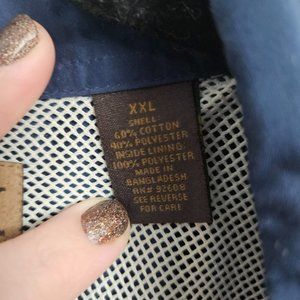 XXL
SHELL
60% COTTON
40% POLYESTER
INSIDE LINING
100% POLYESTER
MADE IN
BANGLADESH
RN# 92608
SEE REVERSE
FOR CARE